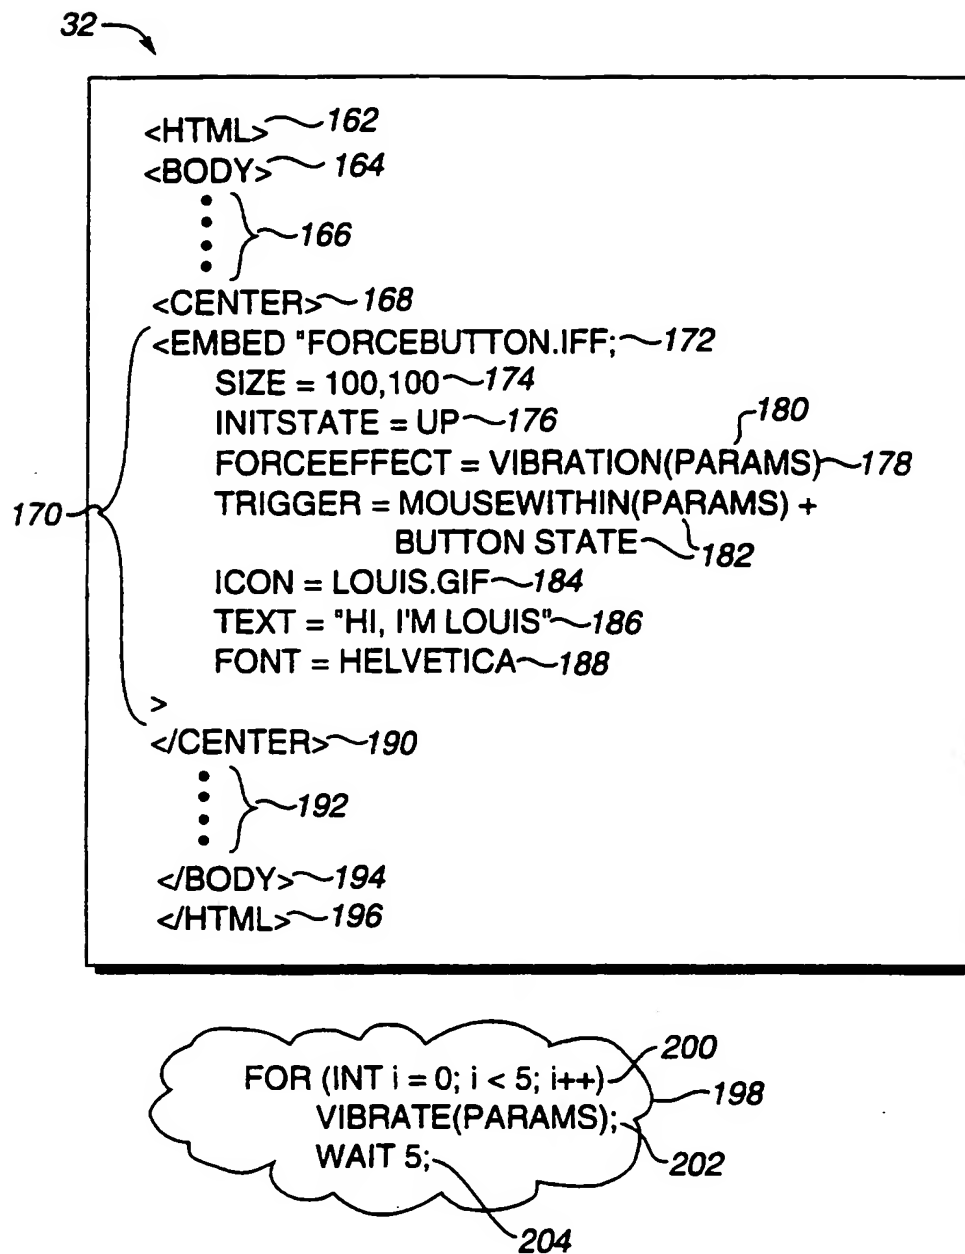 32
<HTML> 162
<BODY> 164
166
<CENTER> 168
<EMBED "FORCEBUTTON.IFF; 172
SIZE = 100,100 174
INITSTATE = UP 176
180
FORCEEFFECT = VIBRATION(PARAMS) 178
170
TRIGGER = MOUSEWITHIN(PARAMS) +
BUTTON STATE 182
ICON = LOUIS.GIF 184
TEXT = "HI, I'M LOUIS" 186
FONT = HELVETICA 188
>
</CENTER> 190
192
</BODY> 194
</HTML> 196
FOR (INT i = 0; i < 5; i++) 200
198
VIBRATE(PARAMS); 202
WAIT 5; 204